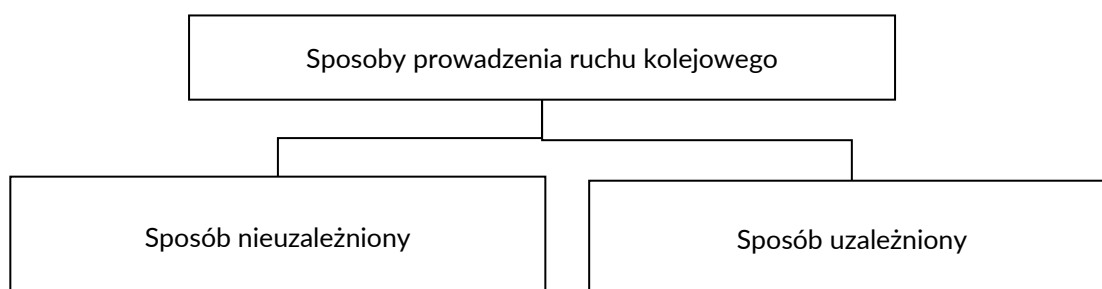 Sposoby prowadzenia ruchu kolejowego
Sposób nieuzależniony
Sposób uzależniony